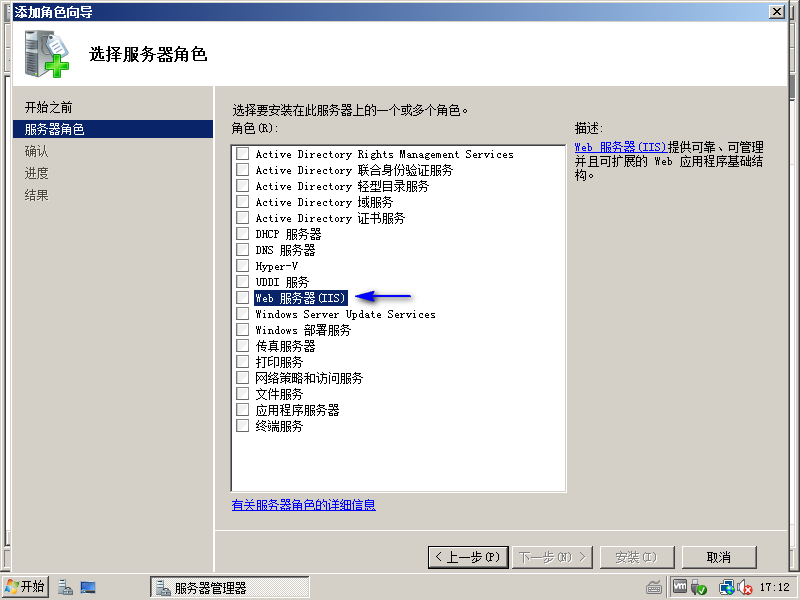 添加角色向导
选择服务器角色
开始之前
服务器角色
确认
进度
结果
选择要安装在此服务器上的一个或多个角色。
角色(R):
Active Directory Rights Management Services
Active Directory 联合身份验证服务
Active Directory 轻型目录服务
Active Directory 域服务
Active Directory 证书服务
DHCP 服务器
DNS 服务器
Hyper-V
UDDI 服务
Web 服务器(IIS)
Windows Server Update Services
Windows 部署服务
传真服务器
打印服务
网络策略和访问服务
文件服务
应用程序服务器
终端服务
有关服务器角色的详细信息
描述:
Web 服务器(IIS)提供可靠、可管理
并且可扩展的 Web 应用程序基础结
构。
< 上一步(P)
下一步(N) >
安装(I)
取消
开始
服务器管理器
17:12